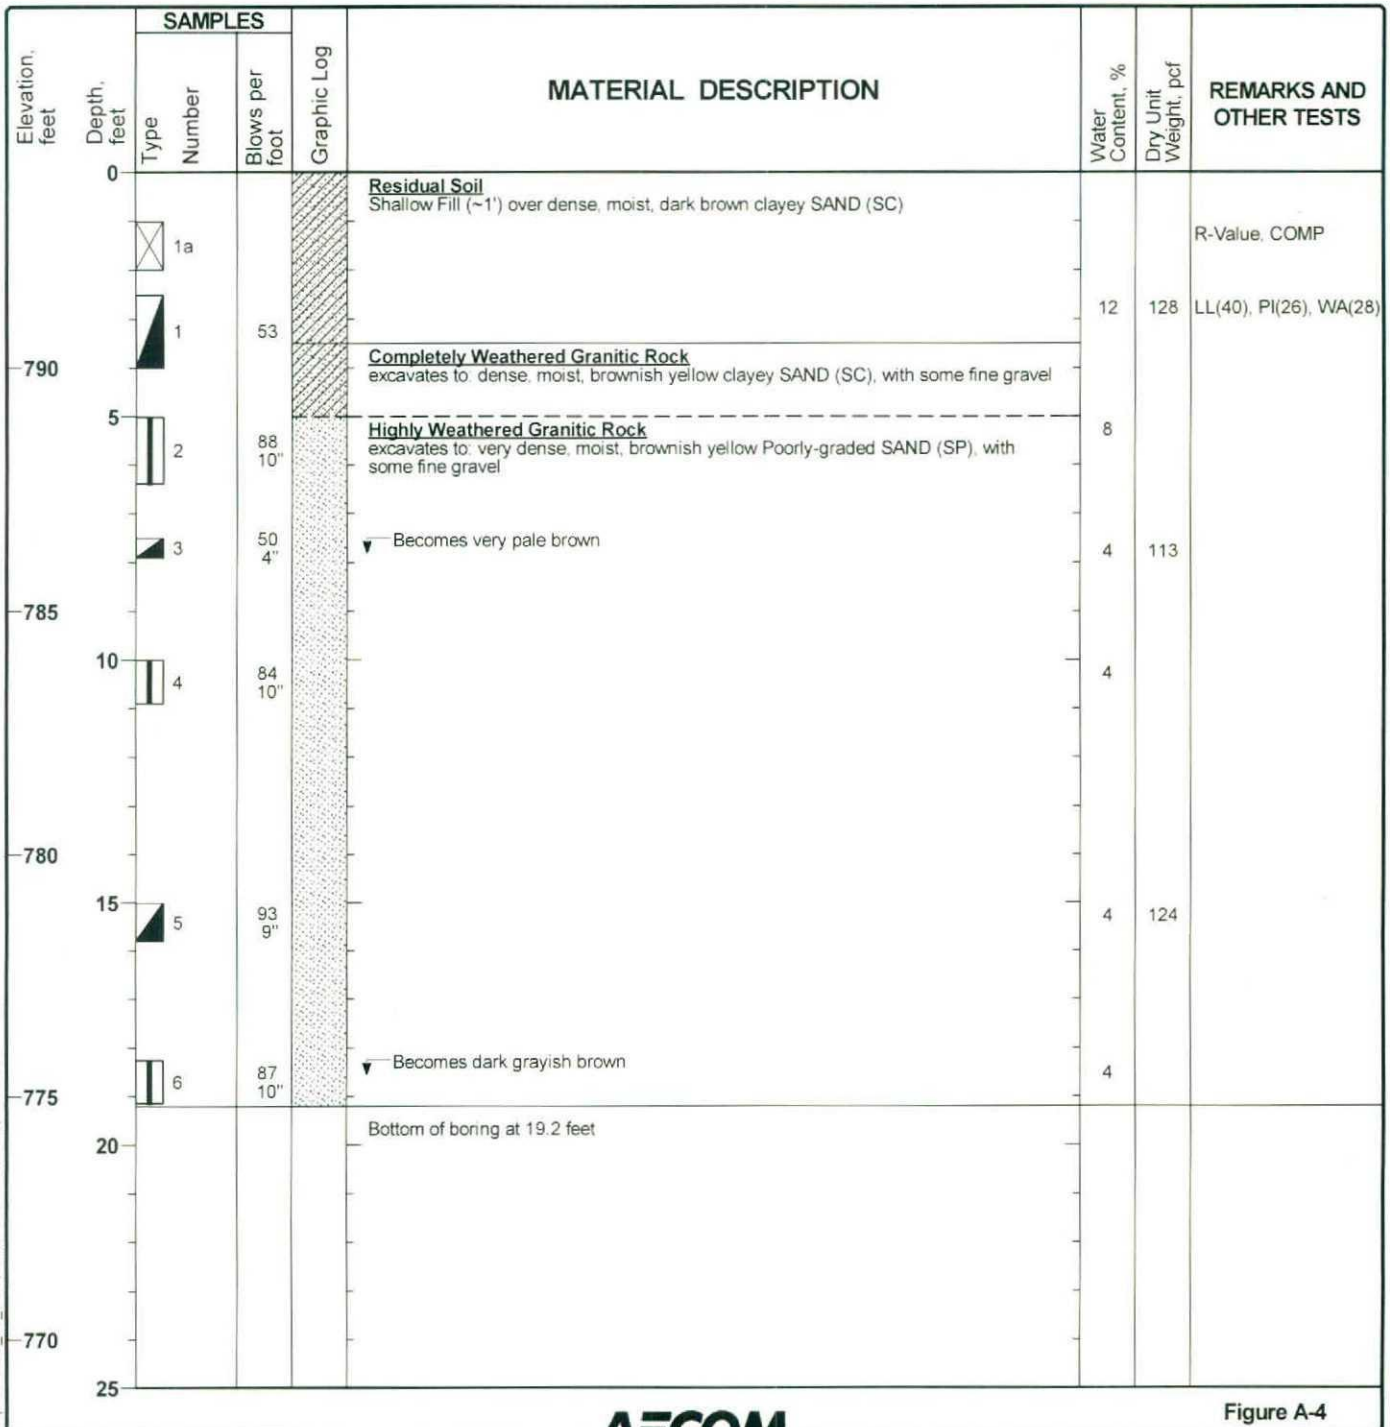 SAMPLES
Elevation, feet
Depth, feet
Type
Number
Blows per foot
Graphic Log
MATERIAL DESCRIPTION
Water Content, %
Dry Unit Weight, pcf
REMARKS AND
OTHER TESTS
0
Residual Soil
Shallow Fill (~1') over dense, moist, dark brown clayey SAND (SC)
1a
R-Value, COMP
1
53
12
128
LL(40), PI(26), WA(28)
790
Completely Weathered Granitic Rock
excavates to: dense, moist, brownish yellow clayey SAND (SC), with some fine gravel
5
2
88
10"
Highly Weathered Granitic Rock
excavates to: very dense, moist, brownish yellow Poorly-graded SAND (SP), with
some fine gravel
8
3
50
4"
Becomes very pale brown
4
113
785
10
4
84
10"
4
780
15
5
93
9"
4
124
6
87
10"
Becomes dark grayish brown
4
775
Bottom of boring at 19.2 feet
20
770
25
AECOM
Figure A-4